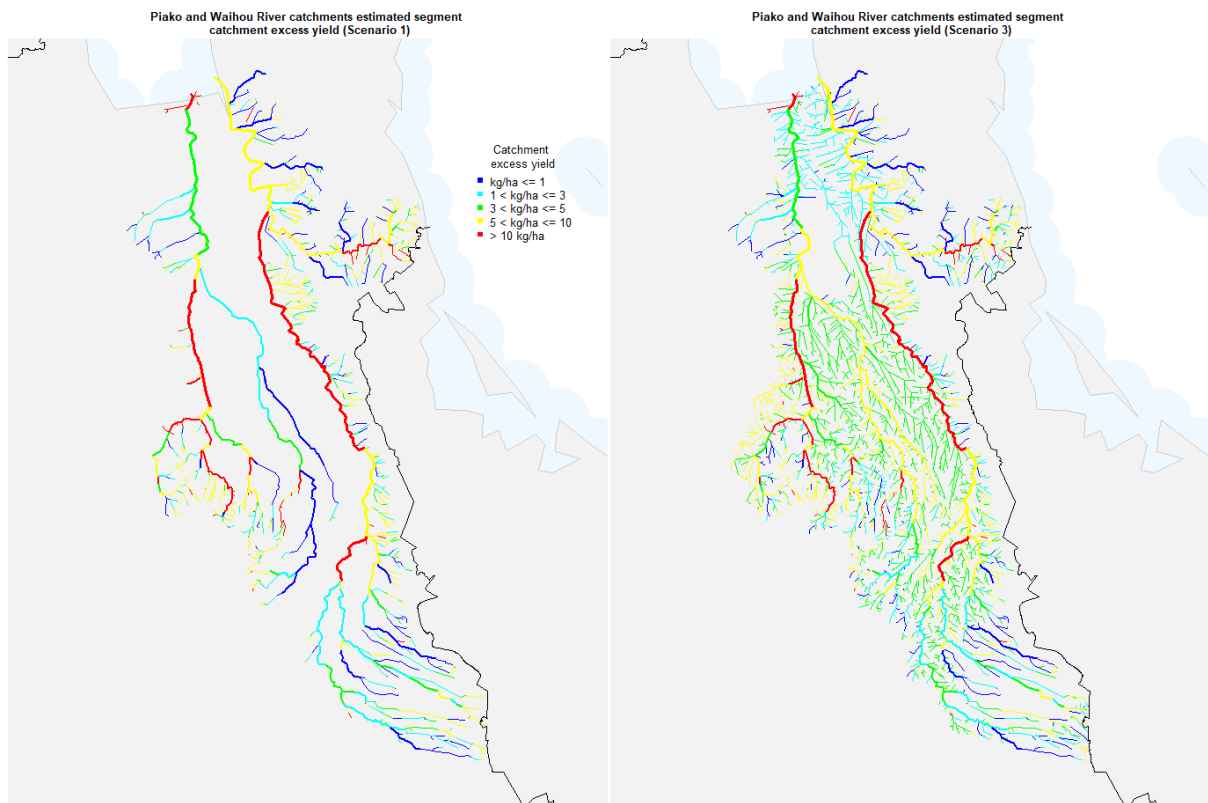 Piako and Waihou River catchments estimated segment
catchment excess yield (Scenario 1)
Piako and Waihou River catchments estimated segment
catchment excess yield (Scenario 3)
Catchment
excess yield
kg/ha <= 1
1 < kg/ha <= 3
3 < kg/ha <= 5
5 < kg/ha <= 10
> 10 kg/ha